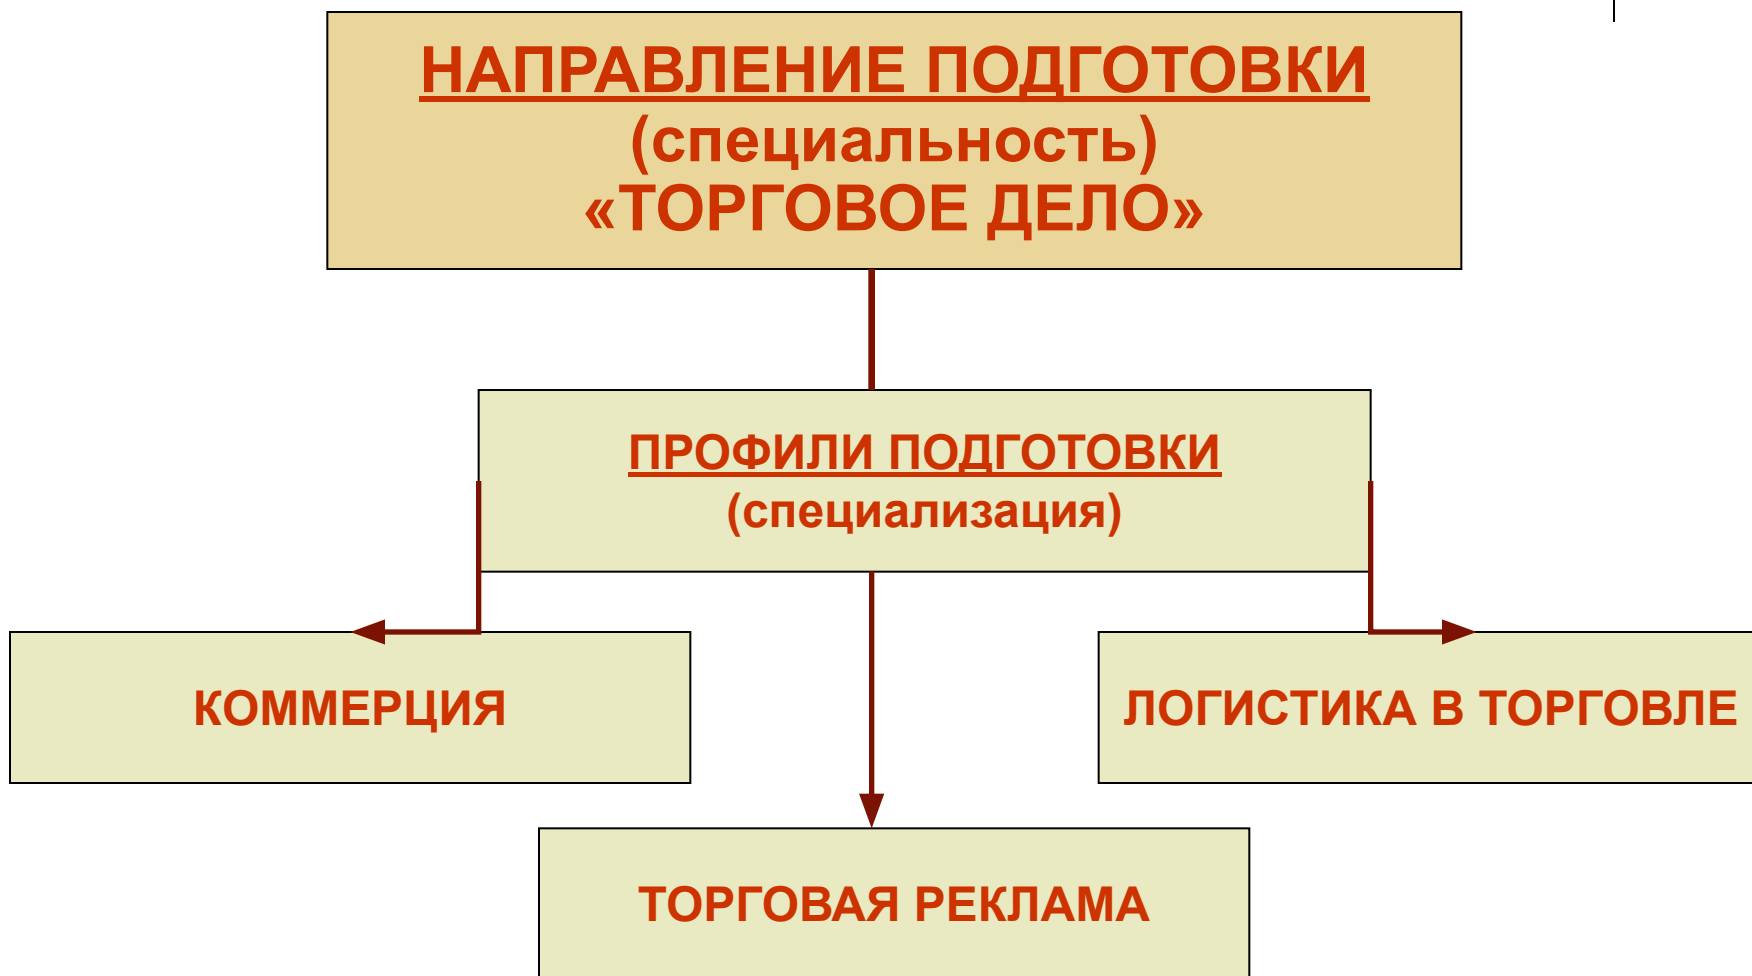 НАПРАВЛЕНИЕ ПОДГОТОВКИ
(специальность)
«ТОРГОВОЕ ДЕЛО»
ПРОФИЛИ ПОДГОТОВКИ
(специализация)
КОММЕРЦИЯ
ЛОГИСТИКА В ТОРГОВЛЕ
ТОРГОВАЯ РЕКЛАМА